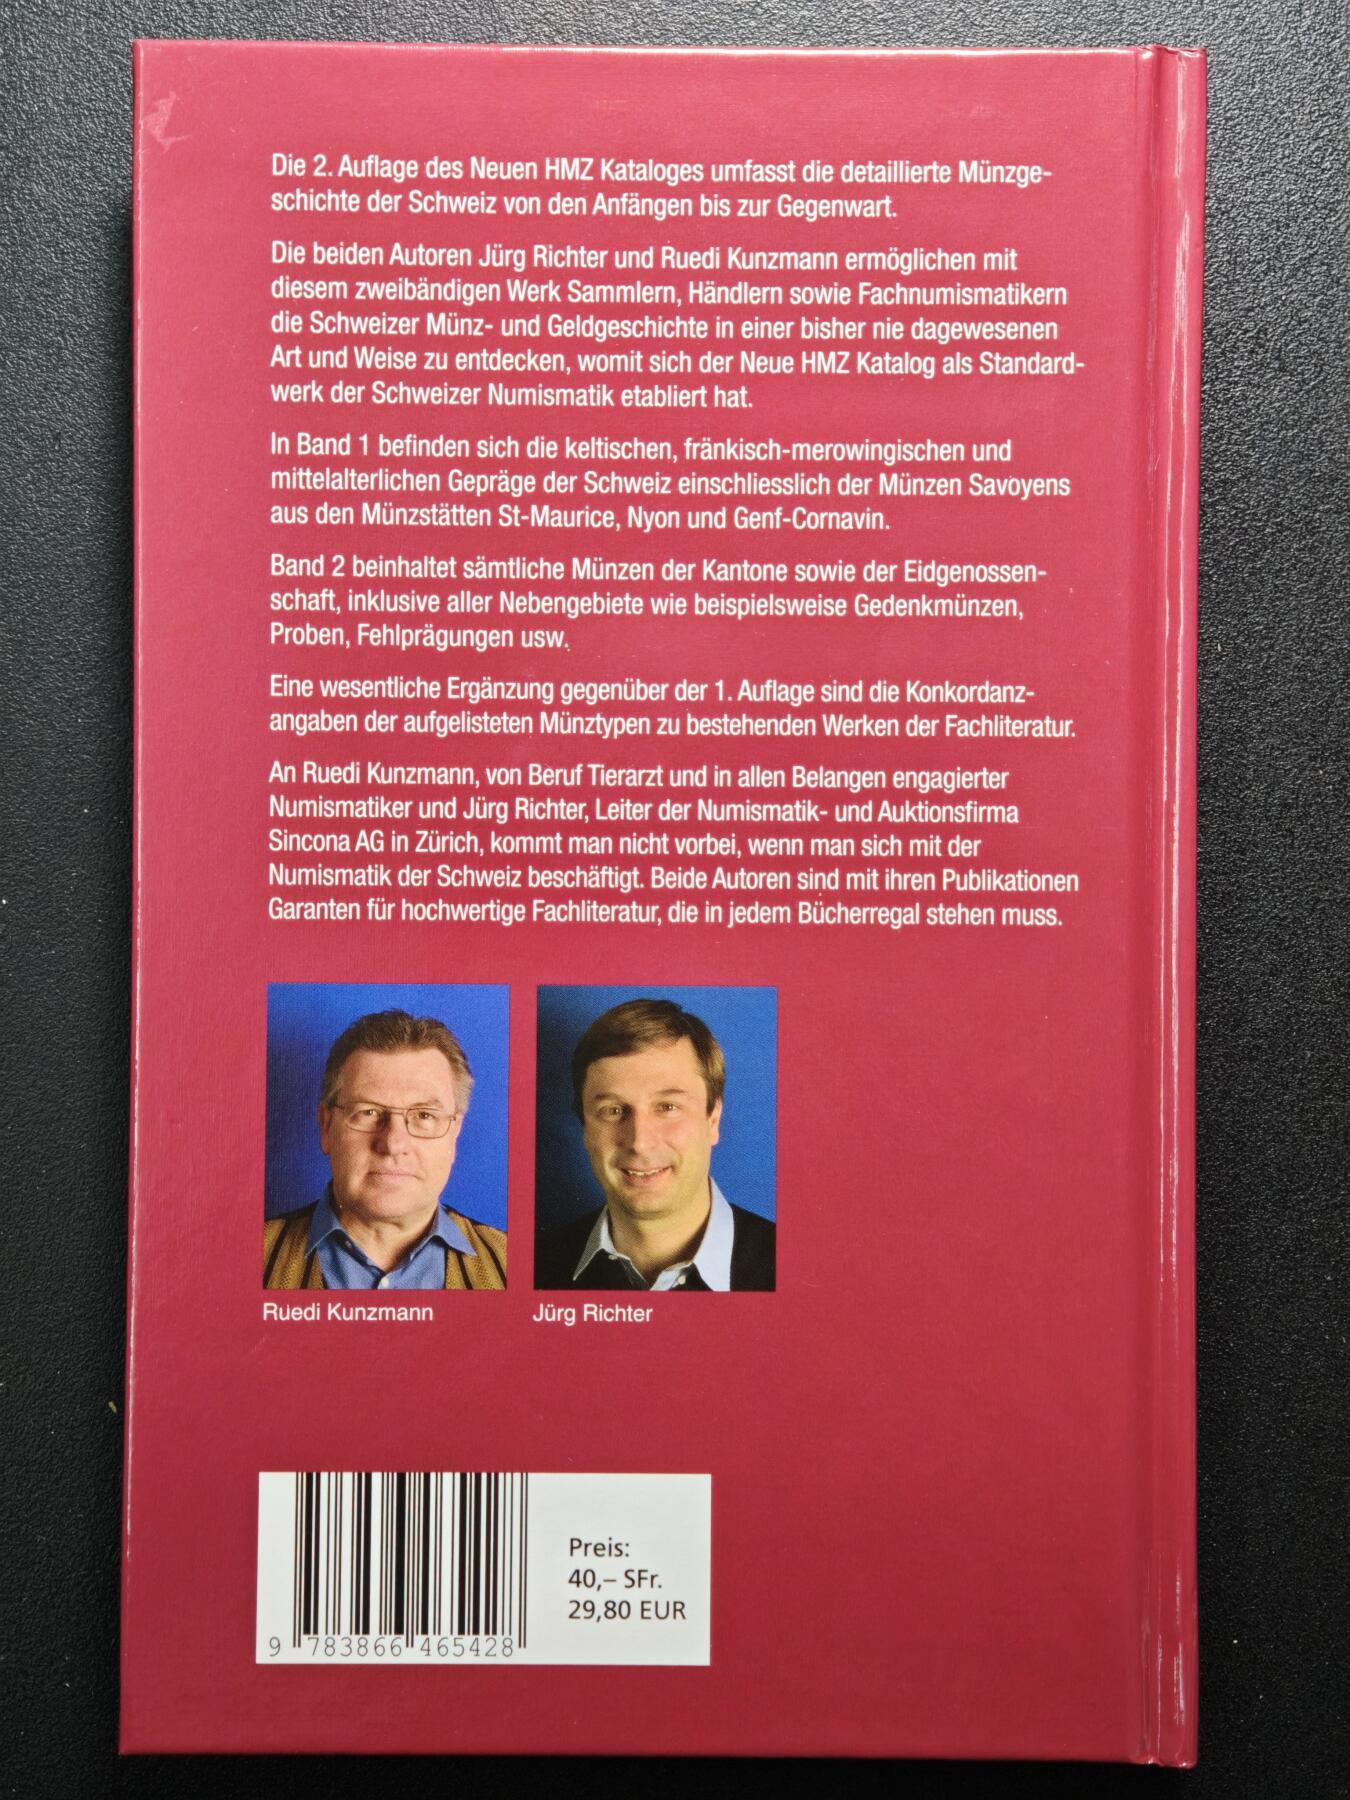 Die 2. Auflage des Neuen HMZ Kataloges umfasst die detaillierte Münzge-
schichte der Schweiz von den Anfängen bis zur Gegenwart.
Die beiden Autoren Jürg Richter und Ruedi Kunzmann ermöglichen mit
diesem zweibändigen Werk Sammlern, Händlern sowie Fachnumismatikern
die Schweizer Münz- und Geldgeschichte in einer bisher nie dagewesenen
Art und Weise zu entdecken, womit sich der Neue HMZ Katalog als Standard-
werk der Schweizer Numismatik etabliert hat.
In Band 1 befinden sich die keltischen, fränkisch-merowingischen und
mittelalterlichen Gepräge der Schweiz einschliesslich der Münzen Savoyens
aus den Münzstätten St-Maurice, Nyon und Genf-Cornavin.
Band 2 beinhaltet sämtliche Münzen der Kantone sowie der Eidgenossen-
schaft, inklusive aller Nebengebiete wie beispielsweise Gedenkmünzen,
Proben, Fehlprägungen usw.
Eine wesentliche Ergänzung gegenüber der 1. Auflage sind die Konkordanz-
angaben der aufgelisteten Münztypen zu bestehenden Werken der Fachliteratur.
An Ruedi Kunzmann, von Beruf Tierarzt und in allen Belangen engagierter
Numismatiker und Jürg Richter, Leiter der Numismatik- und Auktionsfirma
Sincona AG in Zürich, kommt man nicht vorbei, wenn man sich mit der
Numismatik der Schweiz beschäftigt. Beide Autoren sind mit ihren Publikationen
Garanten für hochwertige Fachliteratur, die in jedem Bücherregal stehen muss.
Ruedi Kunzmann
Jürg Richter
Preis:
40,– SFr.
29,80 EUR
9 783866 465428